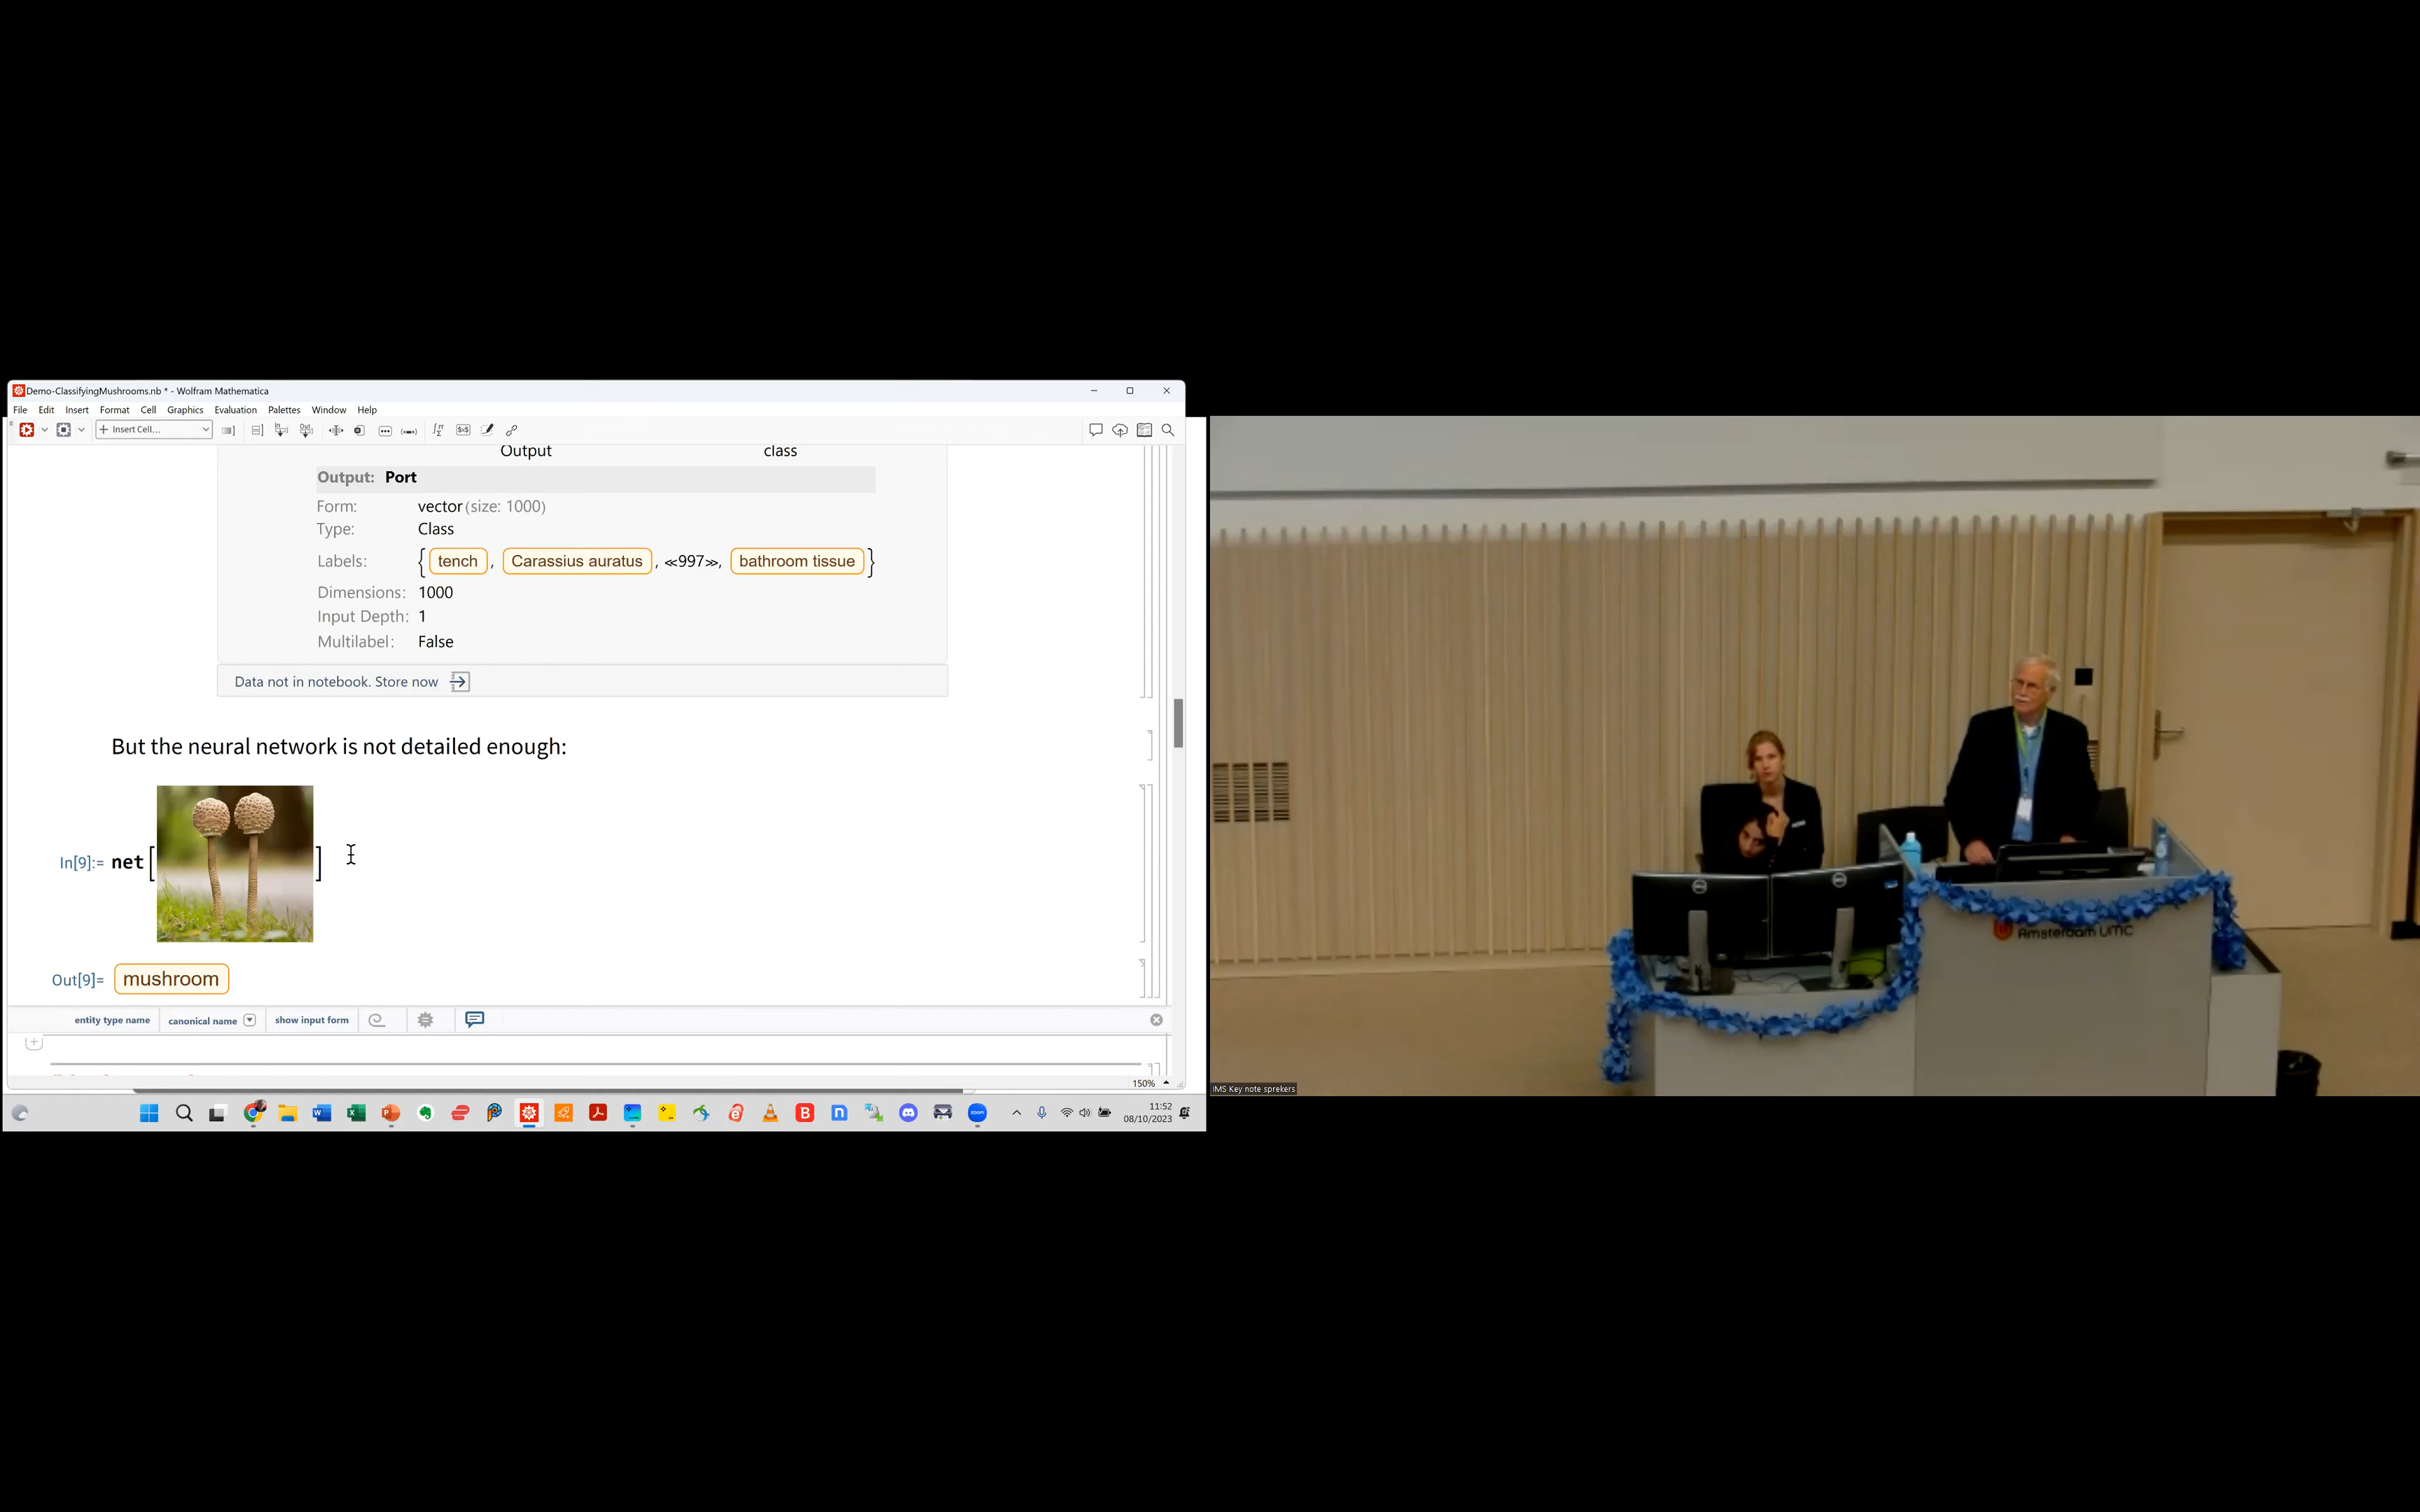 Demo-ClassifyingMushrooms.nb * - Wolfram Mathematica
File Edit Insert Format Cell Graphics Evaluation Palettes Window Help
Insert Cell...
Output class
Output: Port
Form: vector (size: 1000)
Type: Class
Labels: {tench, Carassius auratus, ≪997≫, bathroom tissue}
Dimensions: 1000
Input Depth: 1
Multilabel: False
Data not in notebook. Store now
But the neural network is not detailed enough:
In[9]:= net[ ]
Out[9]= mushroom
entity type name canonical name show input form
150%
11:52
08/10/2023
Amsterdam UMC
IMS Key note sprekers